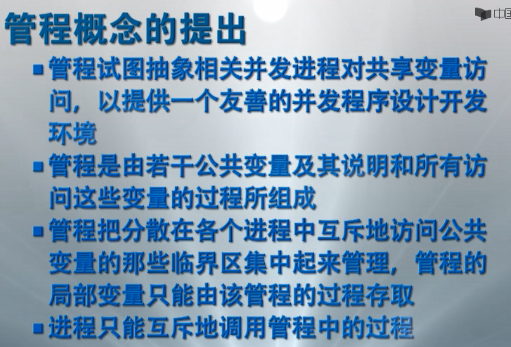 管程概念的提出
中国
管程试图抽象相关并发进程对共享变量访
问，以提供一个友善的并发程序设计开发
环境
管程是由若干公共变量及其说明和所有访
问这些变量的过程所组成
管程把分散在各个进程中互斥地访问公共
变量的那些临界区集中起来管理，管程的
局部变量只能由该管程的过程存取
进程只能互斥地调用管程中的过程